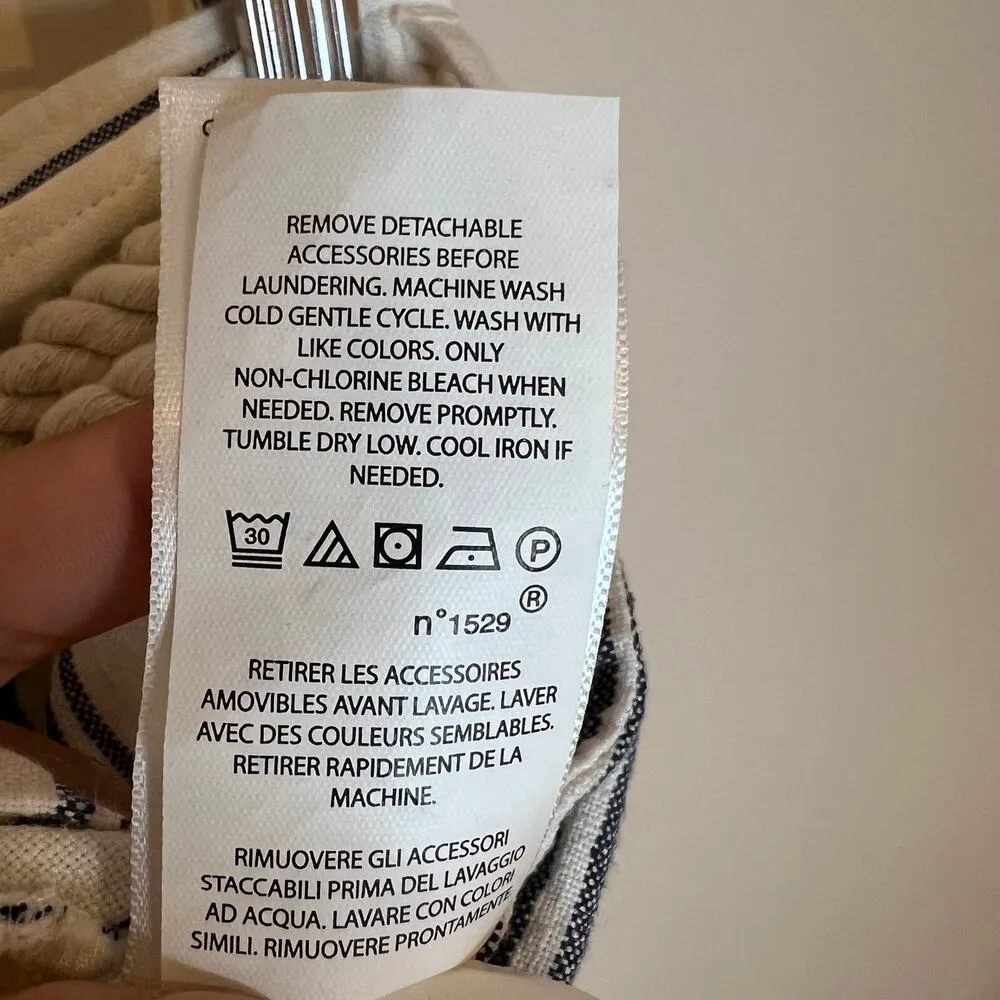 REMOVE DETACHABLE
ACCESSORIES BEFORE
LAUNDERING. MACHINE WASH
COLD GENTLE CYCLE. WASH WITH
LIKE COLORS. ONLY
NON-CHLORINE BLEACH WHEN
NEEDED. REMOVE PROMPTLY.
TUMBLE DRY LOW. COOL IRON IF
NEEDED.
30 P
®
n°1529
RETIRER LES ACCESSOIRES
AMOVIBLES AVANT LAVAGE. LAVER
AVEC DES COULEURS SEMBLABLES.
RETIRER RAPIDEMENT DE LA
MACHINE.
RIMUOVERE GLI ACCESSORI
STACCABILI PRIMA DEL LAVAGGIO
AD ACQUA. LAVARE CON COLORI
SIMILI. RIMUOVERE PRONTAMENTE